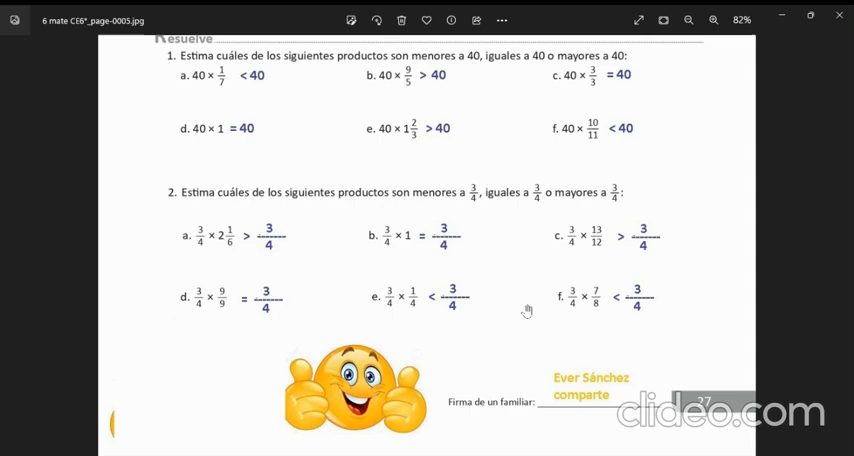 6 mate CE6°_page-0005.jpg
82%
Resuelve
1. Estima cuáles de los siguientes productos son menores a 40, iguales a 40 o mayores a 40:
a. 40 × 1/7 < 40 b. 40 × 9/5 > 40 c. 40 × 3/3 = 40
d. 40 × 1 = 40 e. 40 × 1 2/3 > 40 f. 40 × 10/11 < 40
2. Estima cuáles de los siguientes productos son menores a 3/4, iguales a 3/4 o mayores a 3/4:
a. 3/4 × 2 1/6 > 3/4 b. 3/4 × 1 = 3/4 c. 3/4 × 13/12 > 3/4
d. 3/4 × 9/9 = 3/4 e. 3/4 × 1/4 < 3/4 f. 3/4 × 7/8 < 3/4
Ever Sánchez
comparte
Firma de un familiar:
27
clideo.com